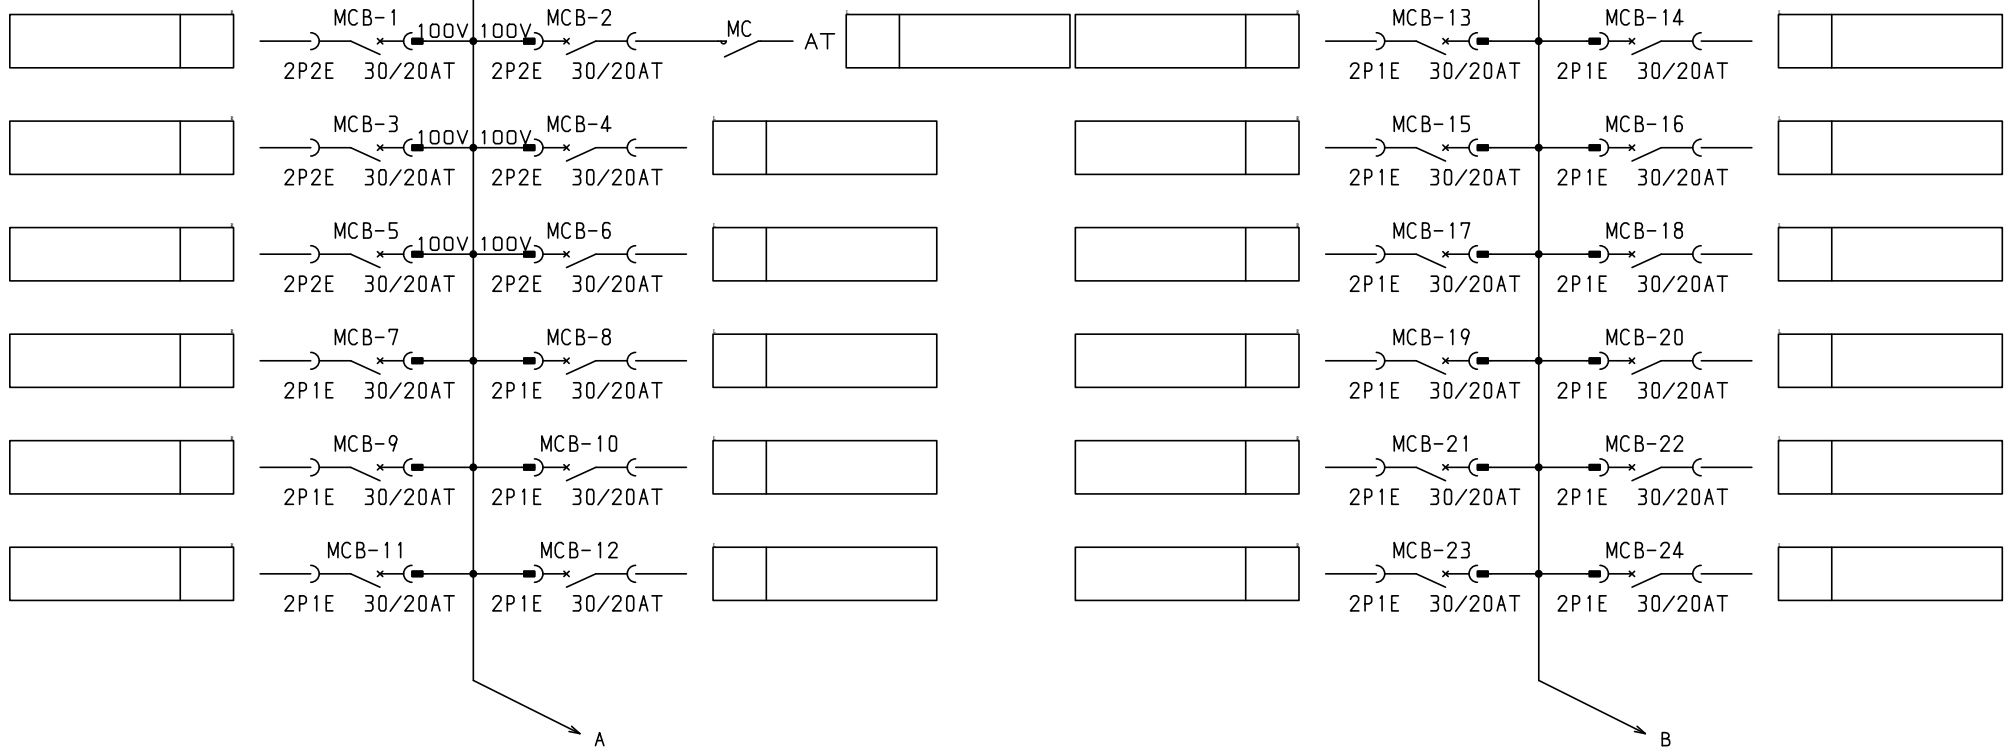 MCB-1 MCB-2 MCB-13 MCB-14
100V 100V MC AT
2P2E 30/20AT 2P2E 30/20AT 2P1E 30/20AT 2P1E 30/20AT
MCB-3 MCB-4 MCB-15 MCB-16
100V 100V
2P2E 30/20AT 2P2E 30/20AT 2P1E 30/20AT 2P1E 30/20AT
MCB-5 MCB-6 MCB-17 MCB-18
100V 100V
2P2E 30/20AT 2P2E 30/20AT 2P1E 30/20AT 2P1E 30/20AT
MCB-7 MCB-8 MCB-19 MCB-20
2P1E 30/20AT 2P1E 30/20AT 2P1E 30/20AT 2P1E 30/20AT
MCB-9 MCB-10 MCB-21 MCB-22
2P1E 30/20AT 2P1E 30/20AT 2P1E 30/20AT 2P1E 30/20AT
MCB-11 MCB-12 MCB-23 MCB-24
2P1E 30/20AT 2P1E 30/20AT 2P1E 30/20AT 2P1E 30/20AT
A B